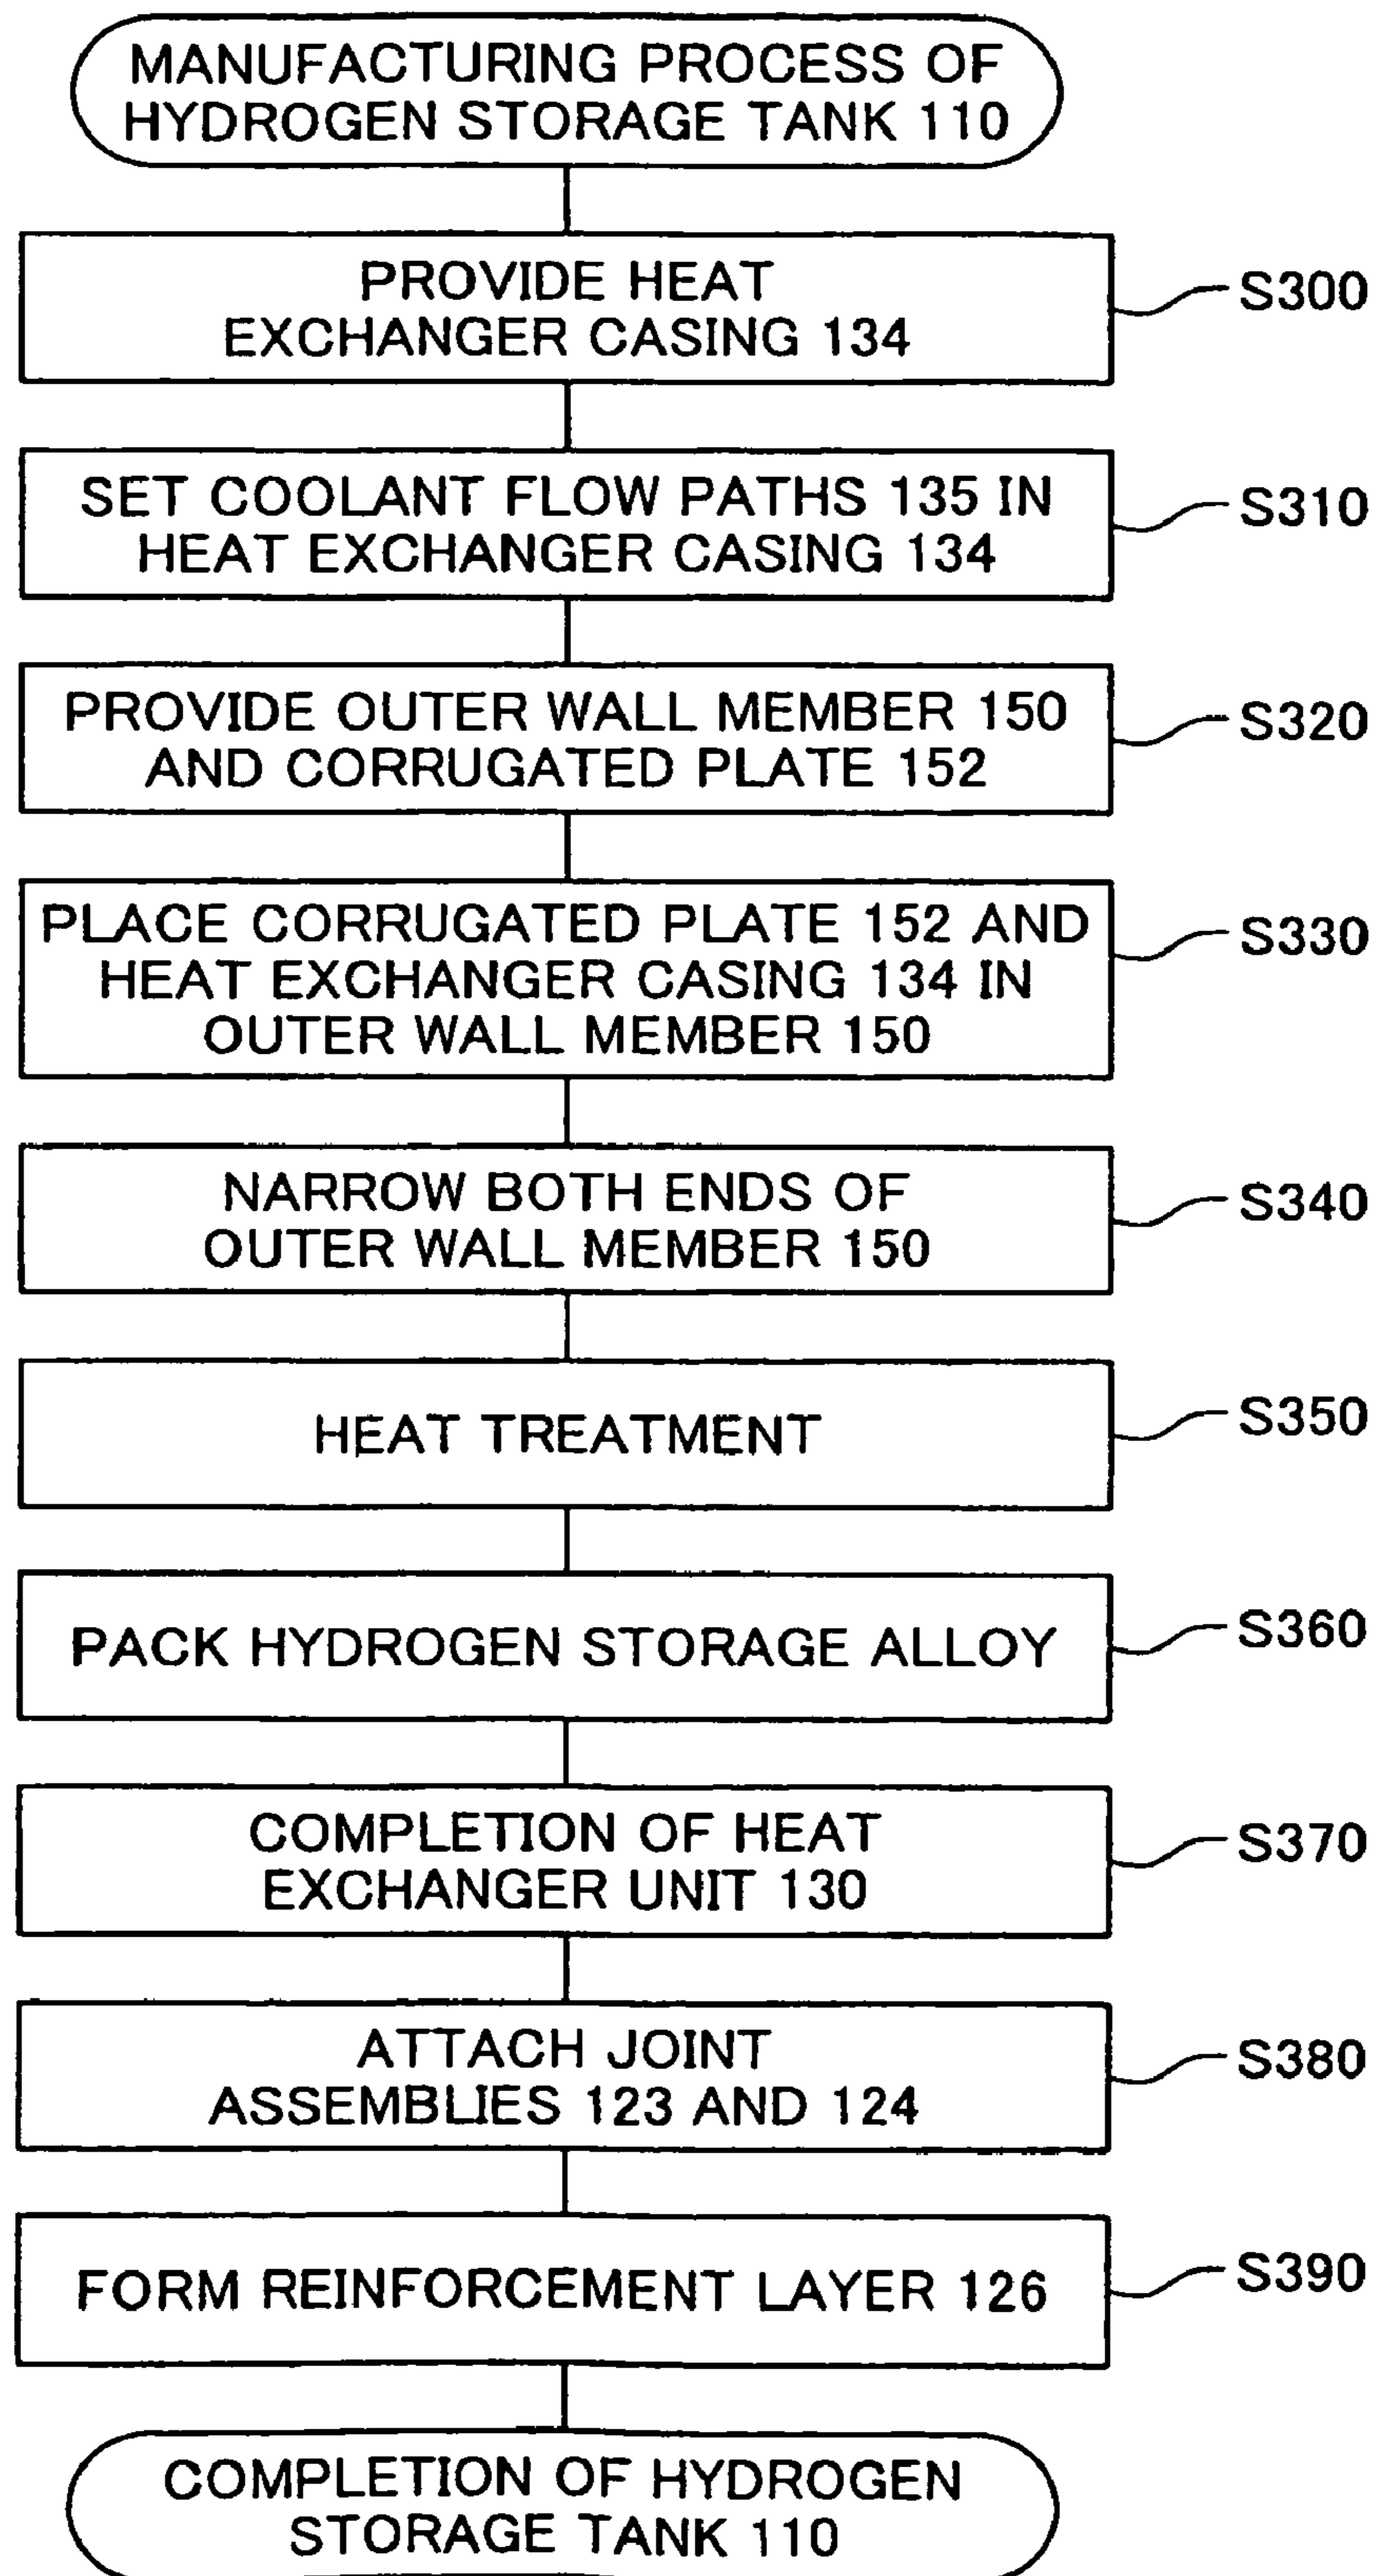 MANUFACTURING PROCESS OF
HYDROGEN STORAGE TANK 110
PROVIDE HEAT
EXCHANGER CASING 134
S300
SET COOLANT FLOW PATHS 135 IN
HEAT EXCHANGER CASING 134
S310
PROVIDE OUTER WALL MEMBER 150
AND CORRUGATED PLATE 152
S320
PLACE CORRUGATED PLATE 152 AND
HEAT EXCHANGER CASING 134 IN
OUTER WALL MEMBER 150
S330
NARROW BOTH ENDS OF
OUTER WALL MEMBER 150
S340
HEAT TREATMENT
S350
PACK HYDROGEN STORAGE ALLOY
S360
COMPLETION OF HEAT
EXCHANGER UNIT 130
S370
ATTACH JOINT
ASSEMBLIES 123 AND 124
S380
FORM REINFORCEMENT LAYER 126
S390
COMPLETION OF HYDROGEN
STORAGE TANK 110